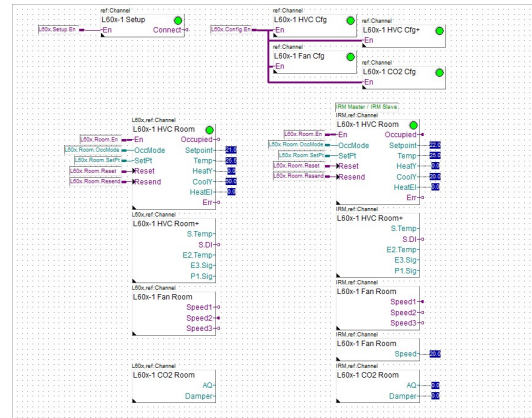 ref:Channel
L60x-1 Setup
L60x.Setup.En
En
Connect
ref:Channel
L60x-1 HVC Cfg
L60x.Config.En
En
ref:Channel
L60x-1 HVC Cfg+
En
ref:Channel
L60x-1 Fan Cfg
En
ref:Channel
L60x-1 CO2 Cfg
En
L60x,ref:Channel
L60x-1 HVC Room
L60x.Room.En
En
Occupied
L60x.Room.OccMode
OccMode
Setpoint
L60x.Room.SetPt
SetPt
Temp
L60x.Room.Reset
Reset
HeatY
L60x.Room.Resend
Resend
CoolY
HeatEl
Err
L60x,ref:Channel
L60x-1 HVC Room+
S.Temp
S.DI
E2.Temp
E3.Sig
P1.Sig
L60x,ref:Channel
L60x-1 Fan Room
Speed1
Speed2
Speed3
L60x,ref:Channel
L60x-1 CO2 Room
AQ
Damper
IRM Master / IRM Slave
IRM,ref:Channel
L60x-1 HVC Room
L60x.Room.En
En
Occupied
L60x.Room.OccMode
OccMode
Setpoint
L60x.Room.SetPt
SetPt
Temp
L60x.Room.Reset
Reset
HeatY
L60x.Room.Resend
Resend
CoolY
HeatEl
Err
IRM,ref:Channel
L60x-1 HVC Room+
S.Temp
S.DI
E2.Temp
E3.Sig
P1.Sig
IRM,ref:Channel
L60x-1 Fan Room
Speed1
Speed2
Speed3
IRM,ref:Channel
L60x-1 Fan Room
Speed
IRM,ref:Channel
L60x-1 CO2 Room
AQ
Damper